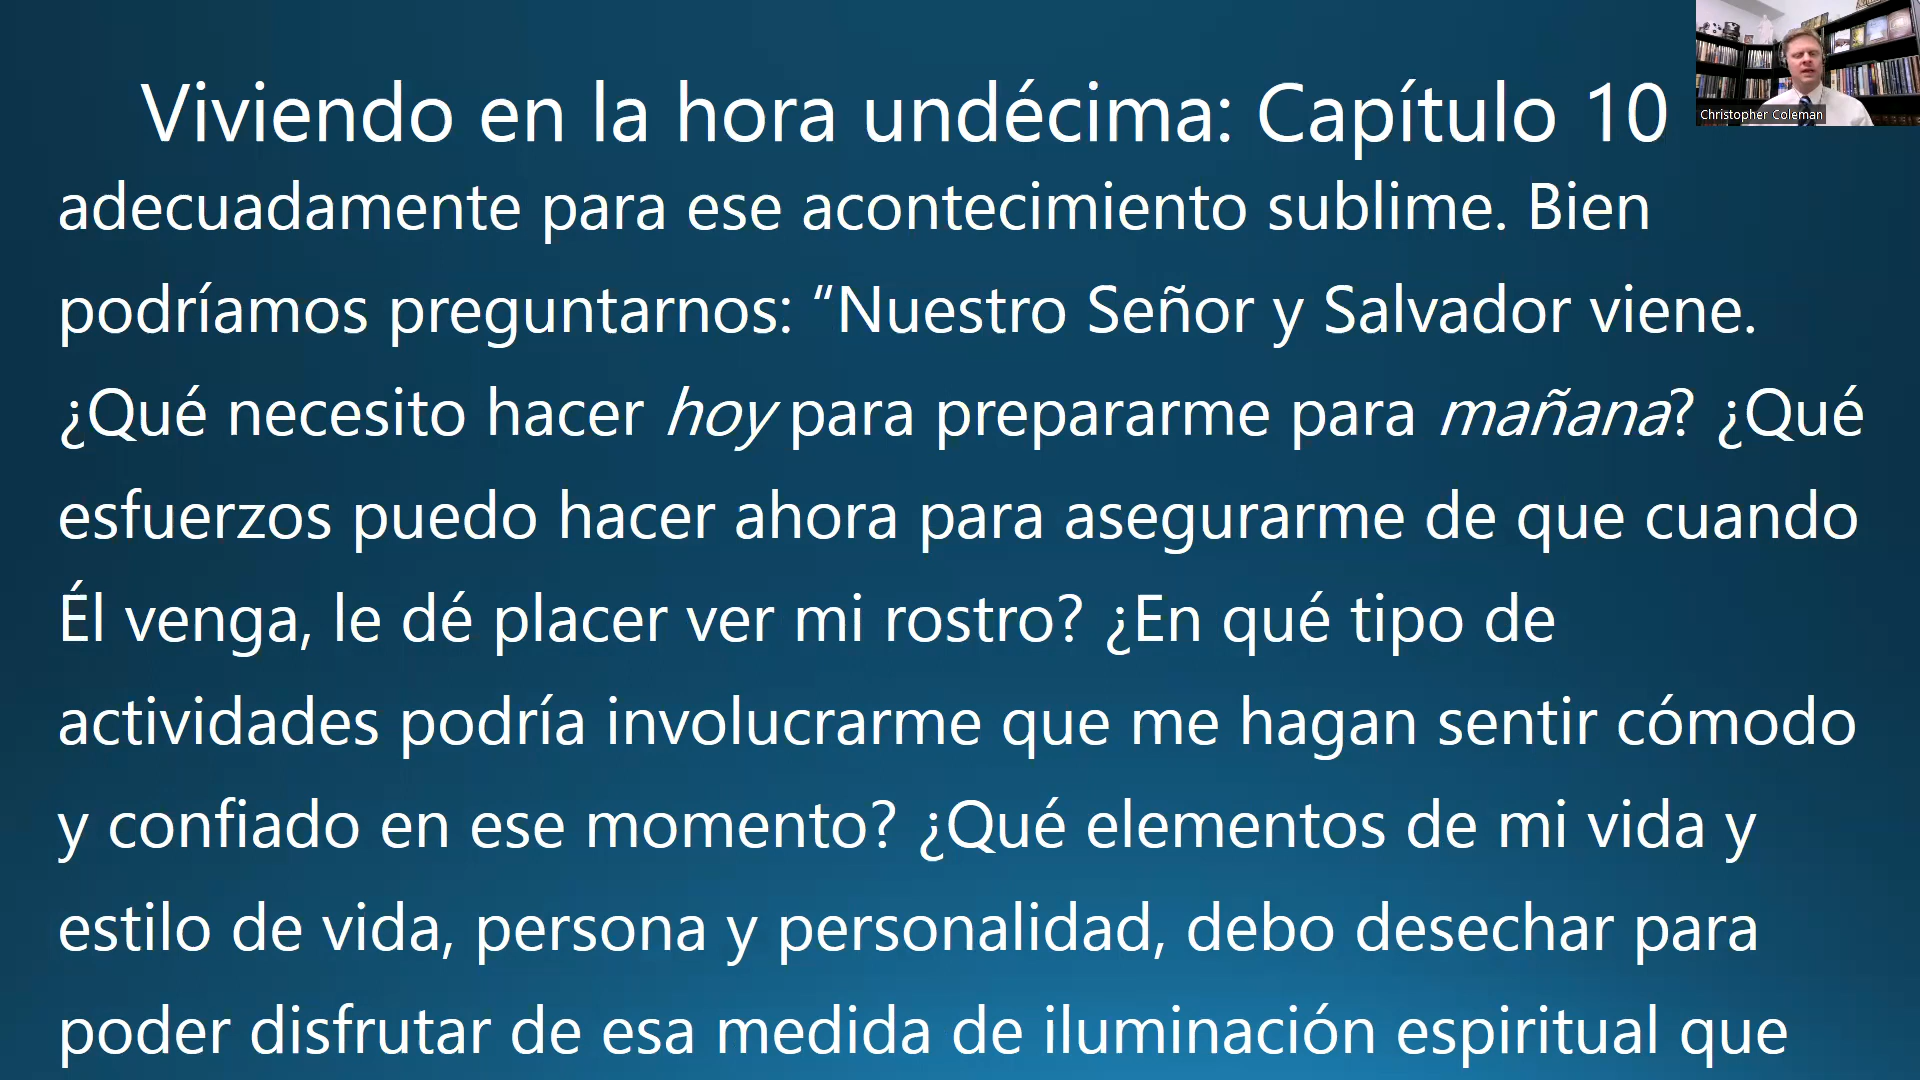 Viviendo en la hora undécima: Capítulo 10
Christopher Coleman
adecuadamente para ese acontecimiento sublime. Bien
podríamos preguntarnos: “Nuestro Señor y Salvador viene.
¿Qué necesito hacer hoy para prepararme para mañana? ¿Qué
esfuerzos puedo hacer ahora para asegurarme de que cuando
Él venga, le dé placer ver mi rostro? ¿En qué tipo de
actividades podría involucrarme que me hagan sentir cómodo
y confiado en ese momento? ¿Qué elementos de mi vida y
estilo de vida, persona y personalidad, debo desechar para
poder disfrutar de esa medida de iluminación espiritual que